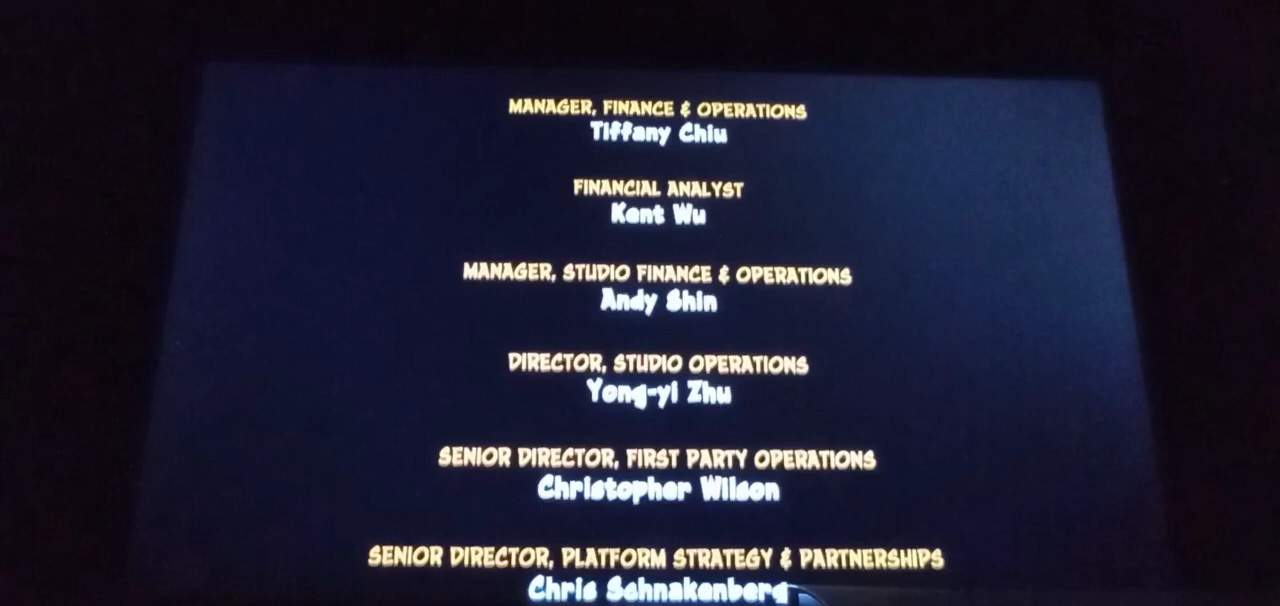 MANAGER, FINANCE & OPERATIONS
Tiffany Chiu
FINANCIAL ANALYST
Kent Wu
MANAGER, STUDIO FINANCE & OPERATIONS
Andy Shin
DIRECTOR, STUDIO OPERATIONS
Yong-yi Zhu
SENIOR DIRECTOR, FIRST PARTY OPERATIONS
Christopher Wilson
SENIOR DIRECTOR, PLATFORM STRATEGY & PARTNERSHIPS
Chris Schnakenberg